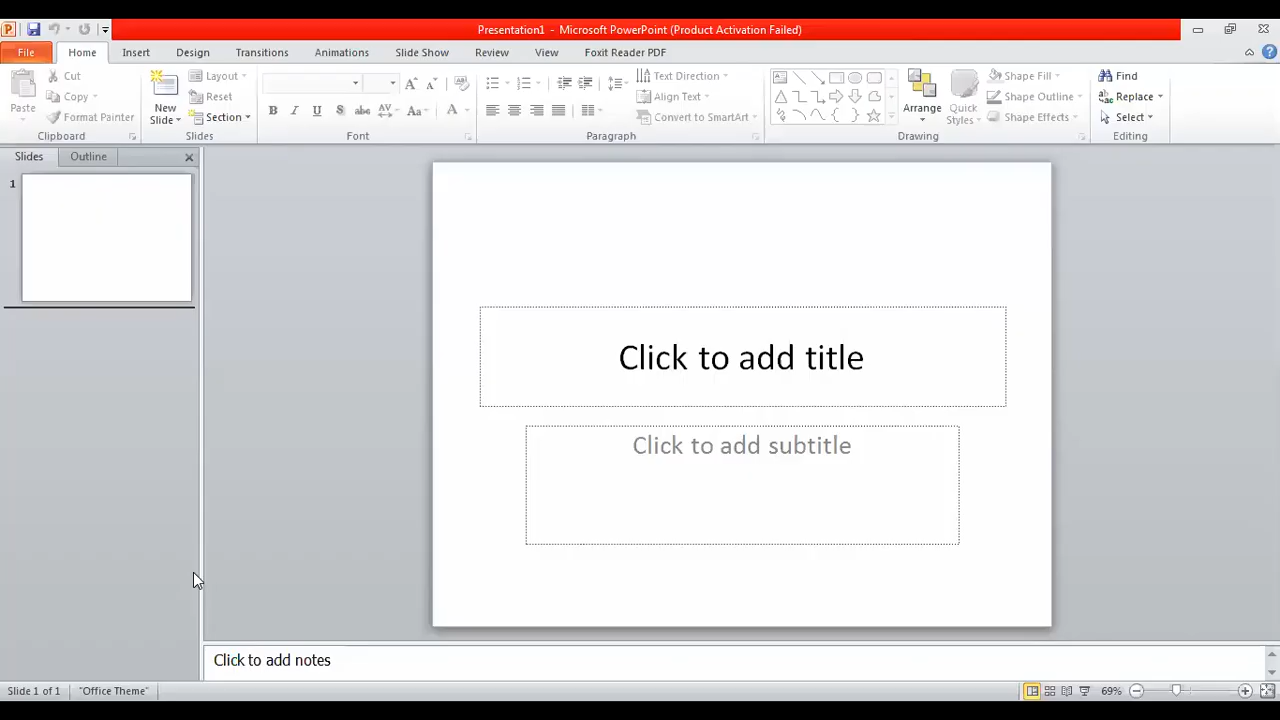 Presentation1 - Microsoft PowerPoint (Product Activation Failed)
File Home Insert Design Transitions Animations Slide Show Review View Foxit Reader PDF
Paste
Cut
Copy
Format Painter
Clipboard
New Slide
Layout
Reset
Section
Slides
B U S abc AV Aa A
Font
Text Direction
Align Text
Convert to SmartArt
Paragraph
Arrange
Quick Styles
Shape Fill
Shape Outline
Shape Effects
Drawing
Find
Replace
Select
Editing
Slides Outline
1
Click to add title
Click to add subtitle
Click to add notes
Slide 1 of 1 "Office Theme" 69%